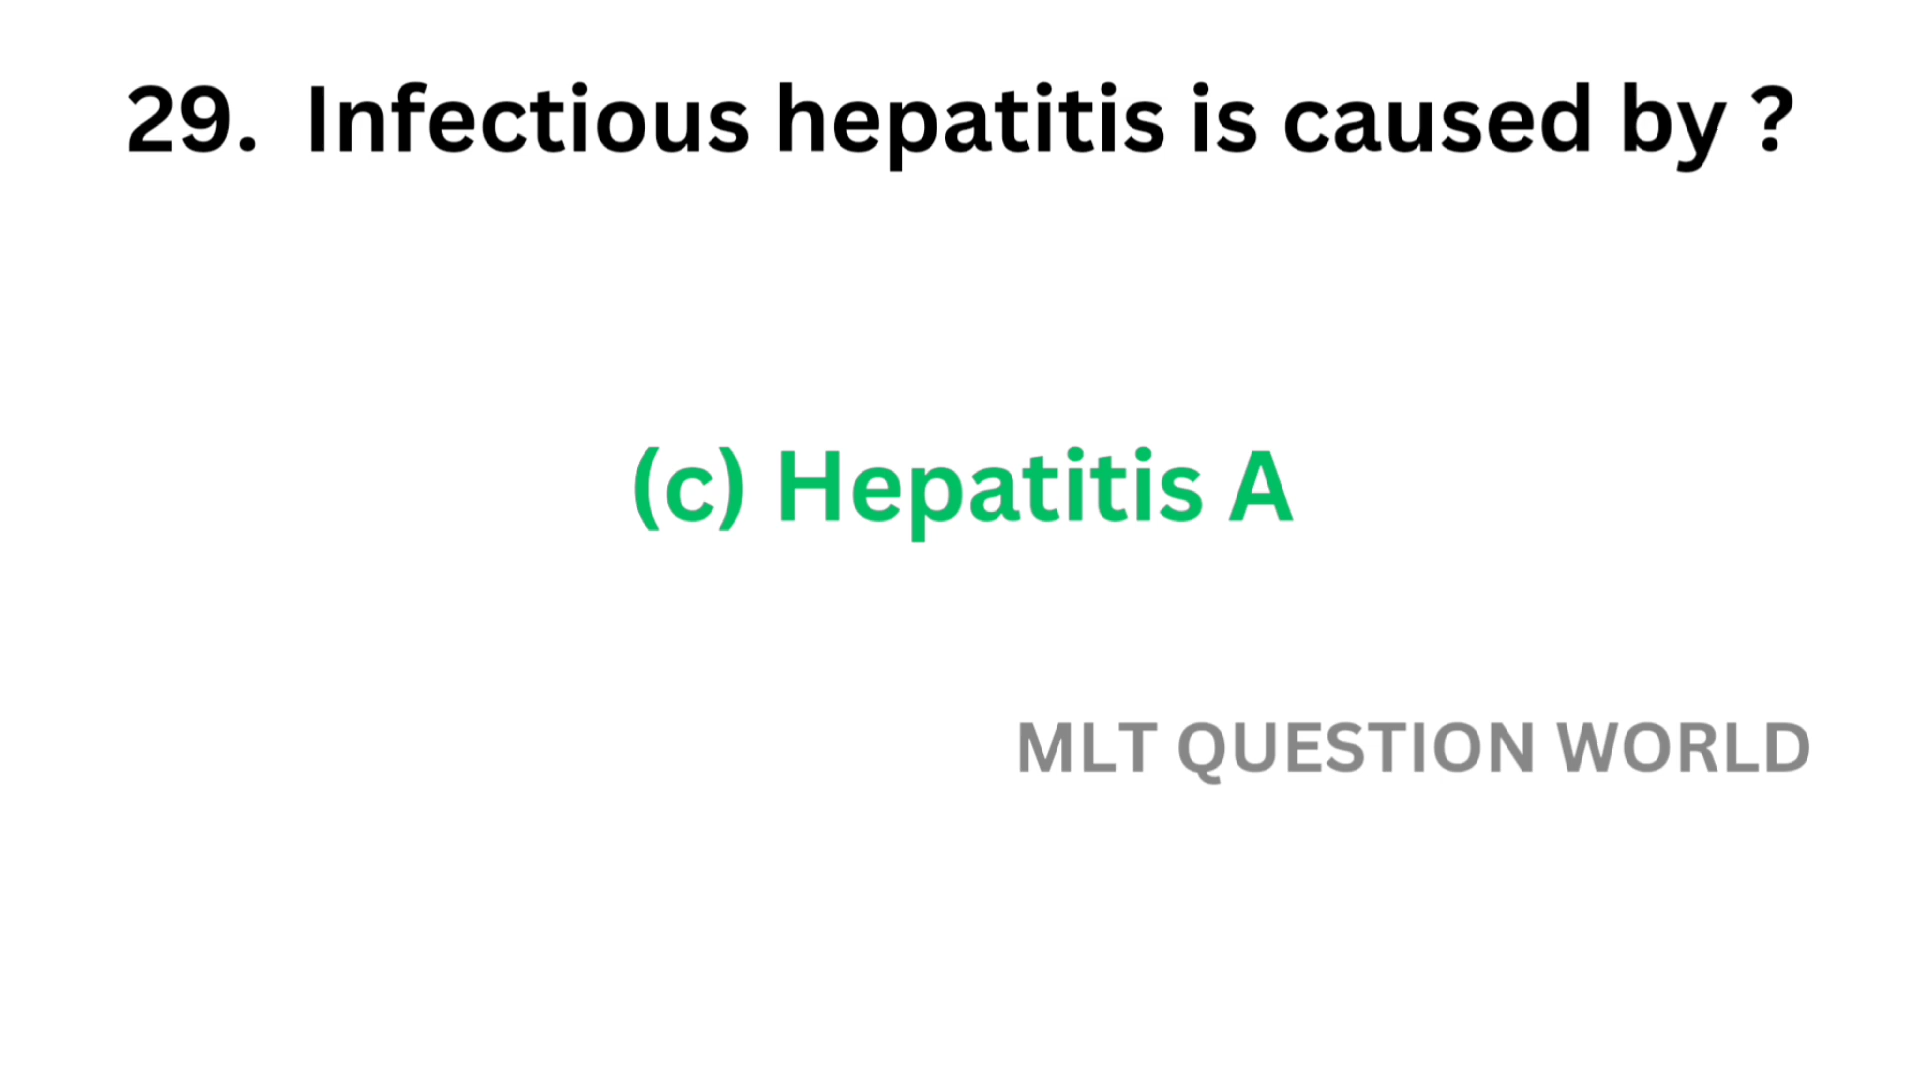 29. Infectious hepatitis is caused by ?
(c) Hepatitis A
MLT QUESTION WORLD